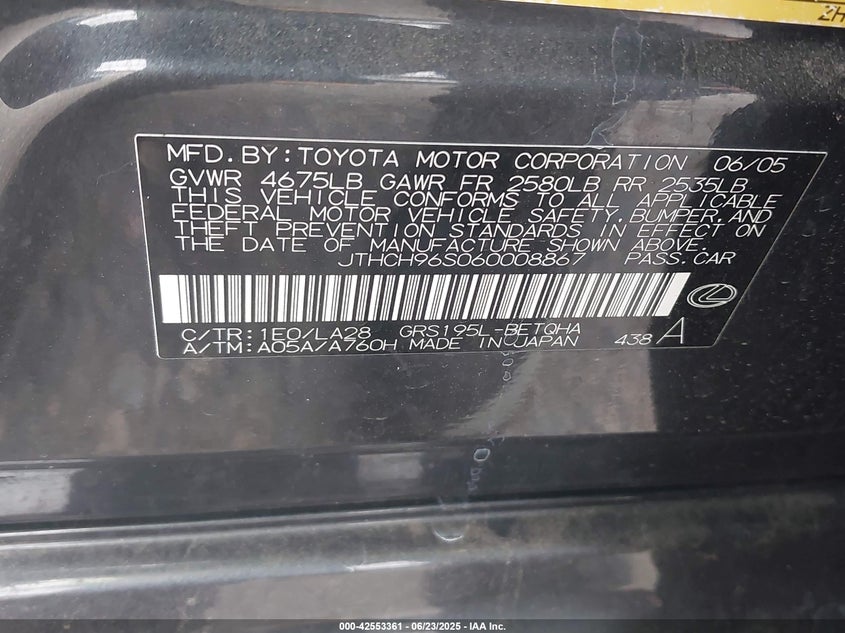 ZH
MFD.BY:TOYOTA MOTOR CORPORATION 06/05
GVWR 4675LB GAWR FR 2580LB RR 2535LB
THIS VEHICLE CONFORMS TO ALL APPLICABLE
FEDERAL MOTOR VEHICLE SAFETY,BUMPER,AND
THEFT PREVENTION STANDARDS IN EFFECT ON
THE DATE OF MANUFACTURE SHOWN ABOVE.
JTHCH96S060008867 PASS.CAR
C/TR:1E0/LA28 GRS195L-BETQHA
A/TM:A05A/A760H MADE IN JAPAN 438 A
000-42553361 - 06/23/2025 - IAA Inc.